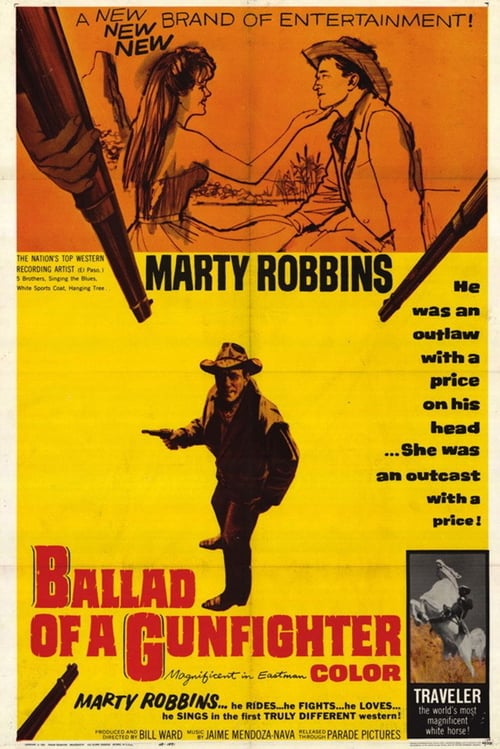 A NEW BRAND OF ENTERTAINMENT!
NEW
NEW
THE NATION'S TOP WESTERN
RECORDING ARTIST (El Paso,)
5 Brothers, Singing the Blues,
White Sports Coat, Hanging Tree..
MARTY ROBBINS
He
was an
outlaw
with a
price
on his
head
...She was
an outcast
with a
price!
BALLAD
OF A GUNFIGHTER
Magnificent in Eastman COLOR
MARTY ROBBINS... he RIDES...he FIGHTS...he LOVES...
he SINGS in the first TRULY DIFFERENT western!
PRODUCED AND DIRECTED BY BILL WARD MUSIC BY JAIME MENDOZA-NAVA RELEASED THROUGH PARADE PICTURES
TRAVELER
the world's most
magnificent
white horse!